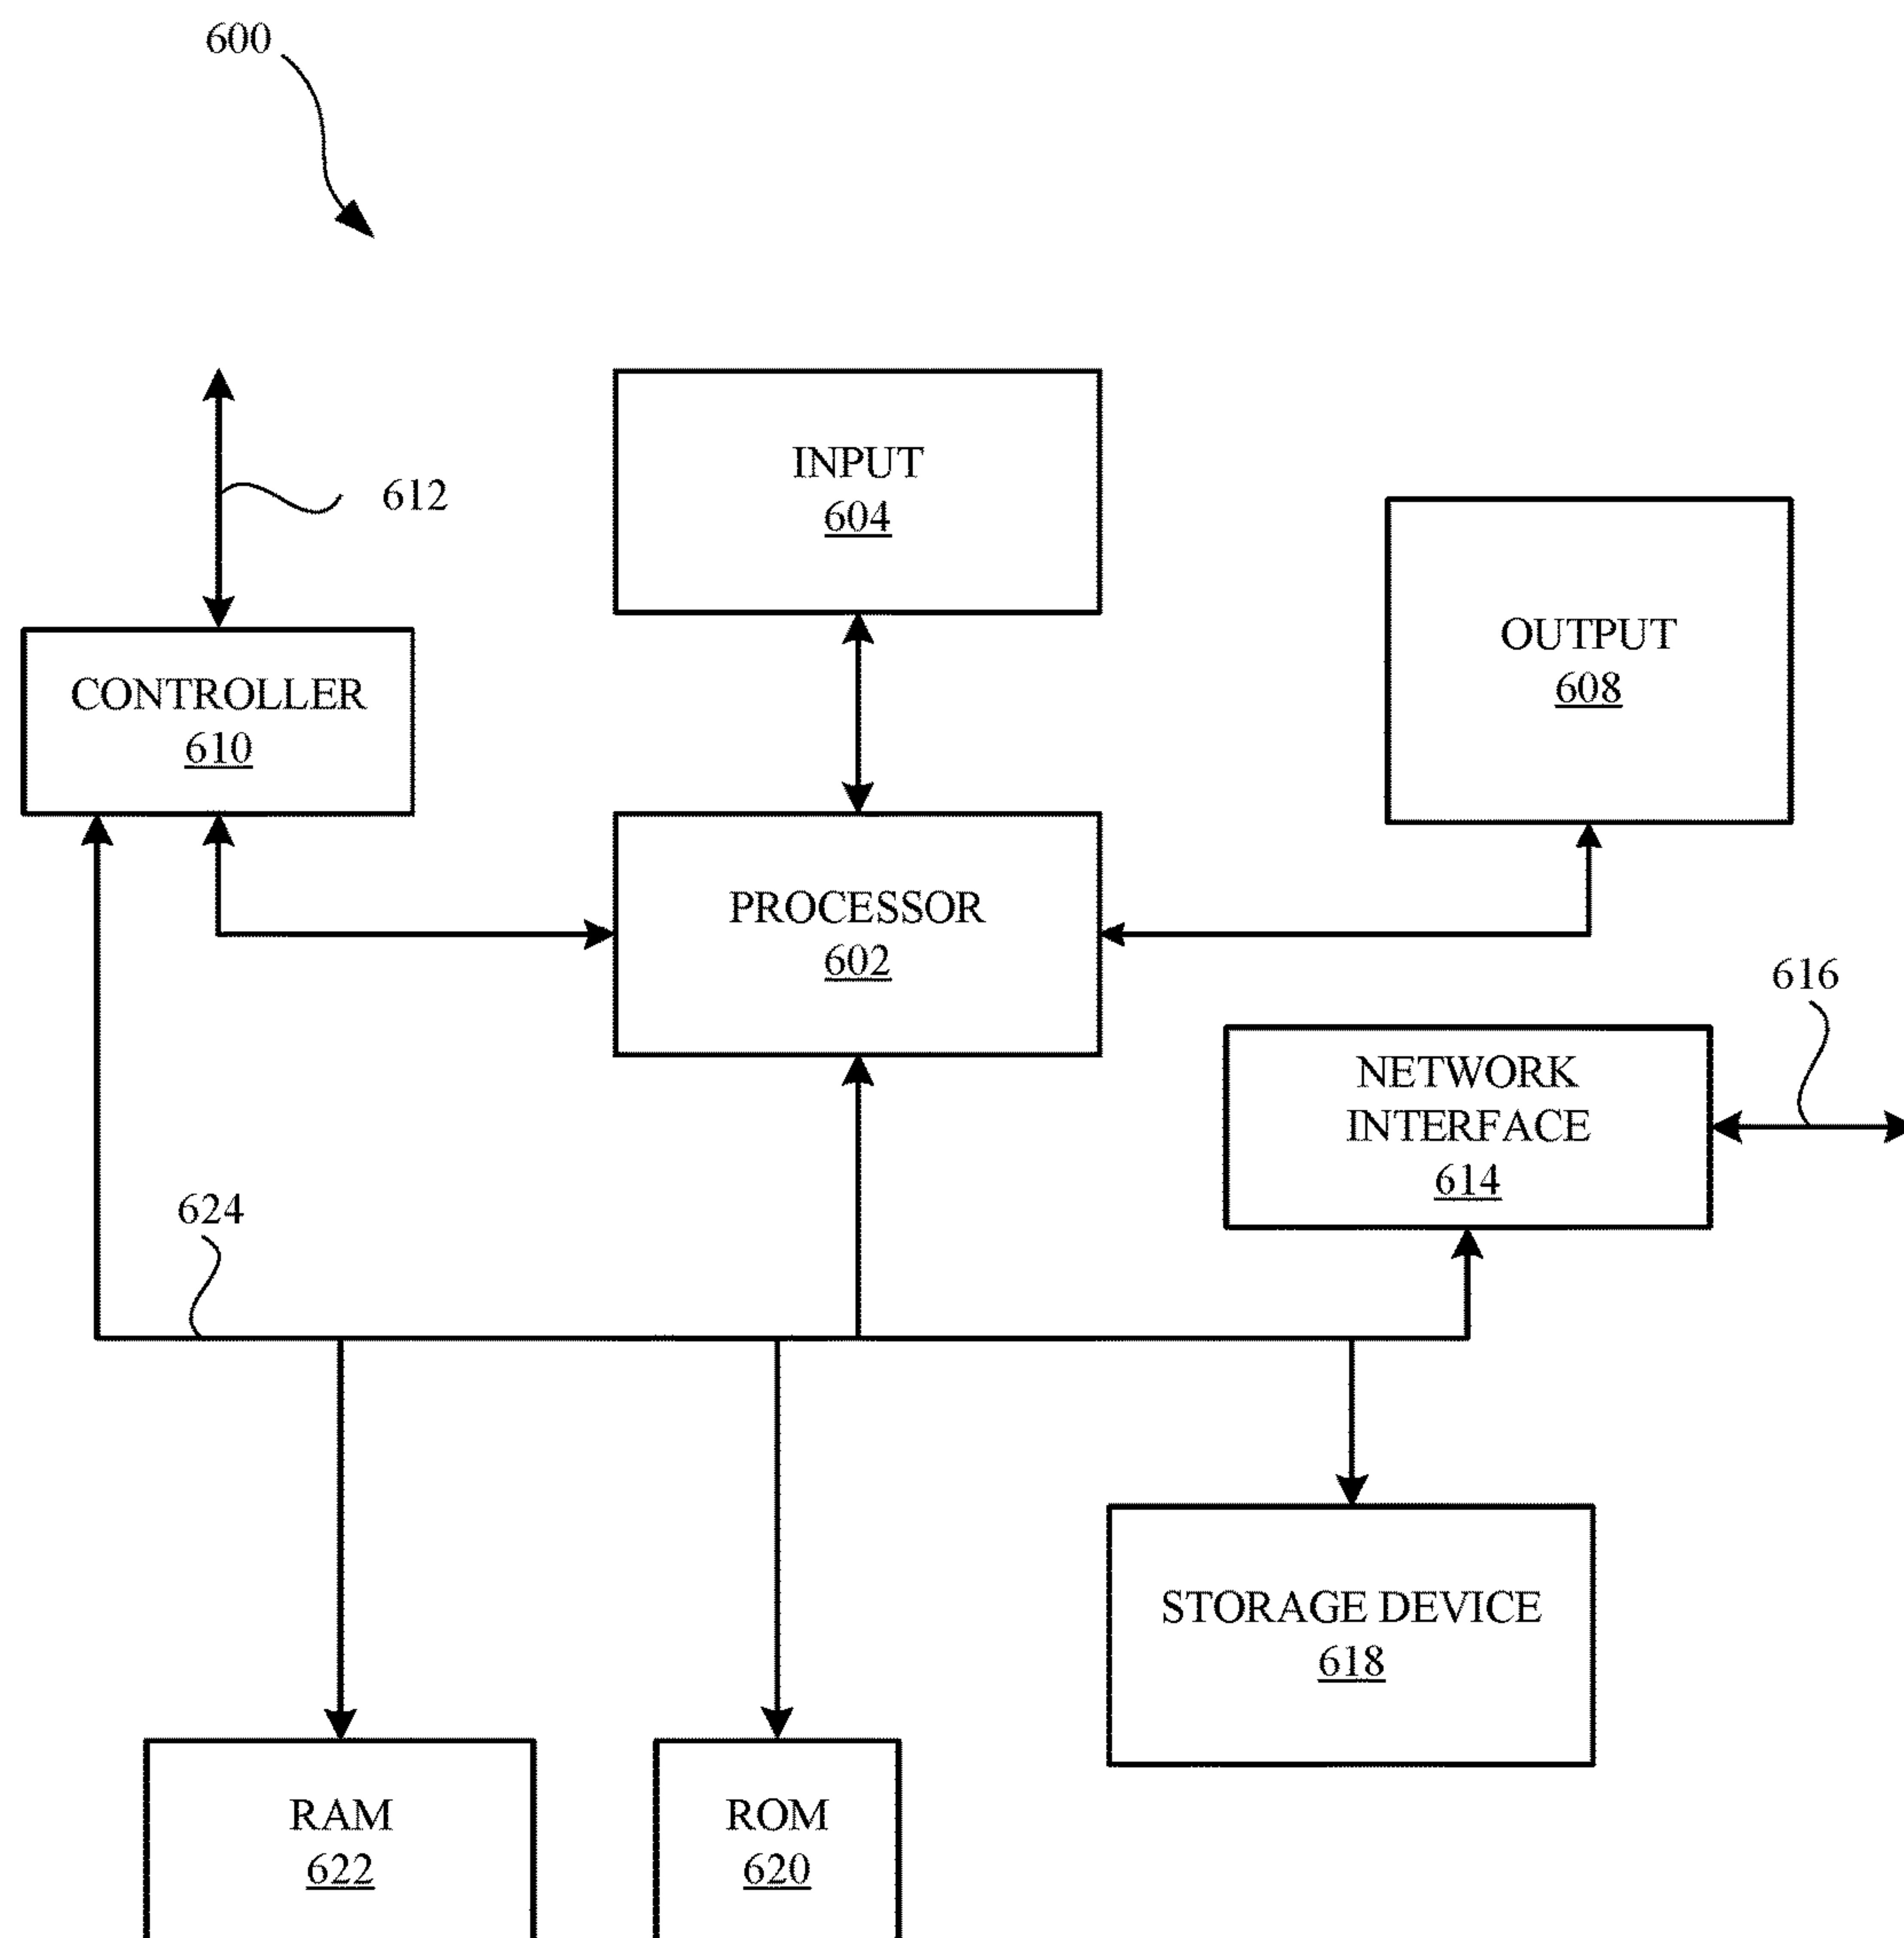 600
INPUT
604
612
OUTPUT
608
CONTROLLER
610
PROCESSOR
602
616
NETWORK
INTERFACE
614
624
STORAGE DEVICE
618
RAM
622
ROM
620